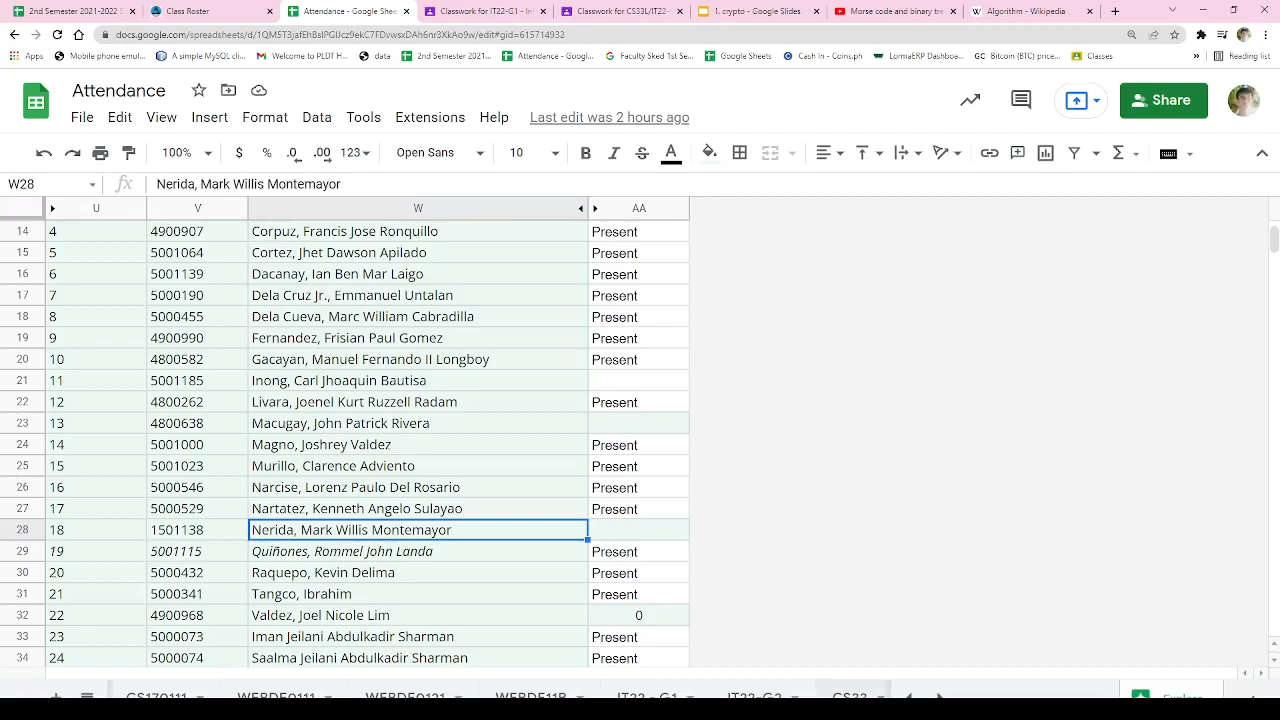 2nd Semester 2021-2022 S
Class Roster
Attendance - Google Sheets
Classwork for IT22-G1 - Inf
Classwork for CS33L/IT22-
1. crypto - Google Slides
Morse code and binary tre
Algorithm - Wikipedia
docs.google.com/spreadsheets/d/1QM5T3jafEhBsIPGIJcz9ekC7FDvwsxDAh6nr3XkAo9w/edit#gid=615714932
Apps
Mobile phone emul...
A simple MySQL cli...
Welcome to PLDT H...
data
2nd Semester 2021...
Attendance - Googl...
Faculty Sked 1st Se...
Google Sheets
Cash In - Coins.ph
LormaERP Dashboa...
GC Bitcoin (BTC) price...
Classes
»
Reading list
Attendance
File Edit View Insert Format Data Tools Extensions Help Last edit was 2 hours ago
Share
100% $ % .0 .00 123 Open Sans 10 B I S A
W28 fx Nerida, Mark Willis Montemayor
U V W AA
14 4 4900907 Corpuz, Francis Jose Ronquillo Present
15 5 5001064 Cortez, Jhet Dawson Apilado Present
16 6 5001139 Dacanay, Ian Ben Mar Laigo Present
17 7 5000190 Dela Cruz Jr., Emmanuel Untalan Present
18 8 5000455 Dela Cueva, Marc William Cabradilla Present
19 9 4900990 Fernandez, Frisian Paul Gomez Present
20 10 4800582 Gacayan, Manuel Fernando II Longboy Present
21 11 5001185 Inong, Carl Jhoaquin Bautisa
22 12 4800262 Livara, Joenel Kurt Ruzzell Radam Present
23 13 4800638 Macugay, John Patrick Rivera
24 14 5001000 Magno, Joshrey Valdez Present
25 15 5001023 Murillo, Clarence Adviento Present
26 16 5000546 Narcise, Lorenz Paulo Del Rosario Present
27 17 5000529 Nartatez, Kenneth Angelo Sulayao Present
28 18 1501138 Nerida, Mark Willis Montemayor
29 19 5001115 Quiñones, Rommel John Landa Present
30 20 5000432 Raquepo, Kevin Delima Present
31 21 5000341 Tangco, Ibrahim Present
32 22 4900968 Valdez, Joel Nicole Lim 0
33 23 5000073 Iman Jeilani Abdulkadir Sharman Present
34 24 5000074 Saalma Jeilani Abdulkadir Sharman Present
CS170111 WEBDE0111 WEBDE0121 WEBDE11B IT22 - G1 IT22-G2 CS33 Explore